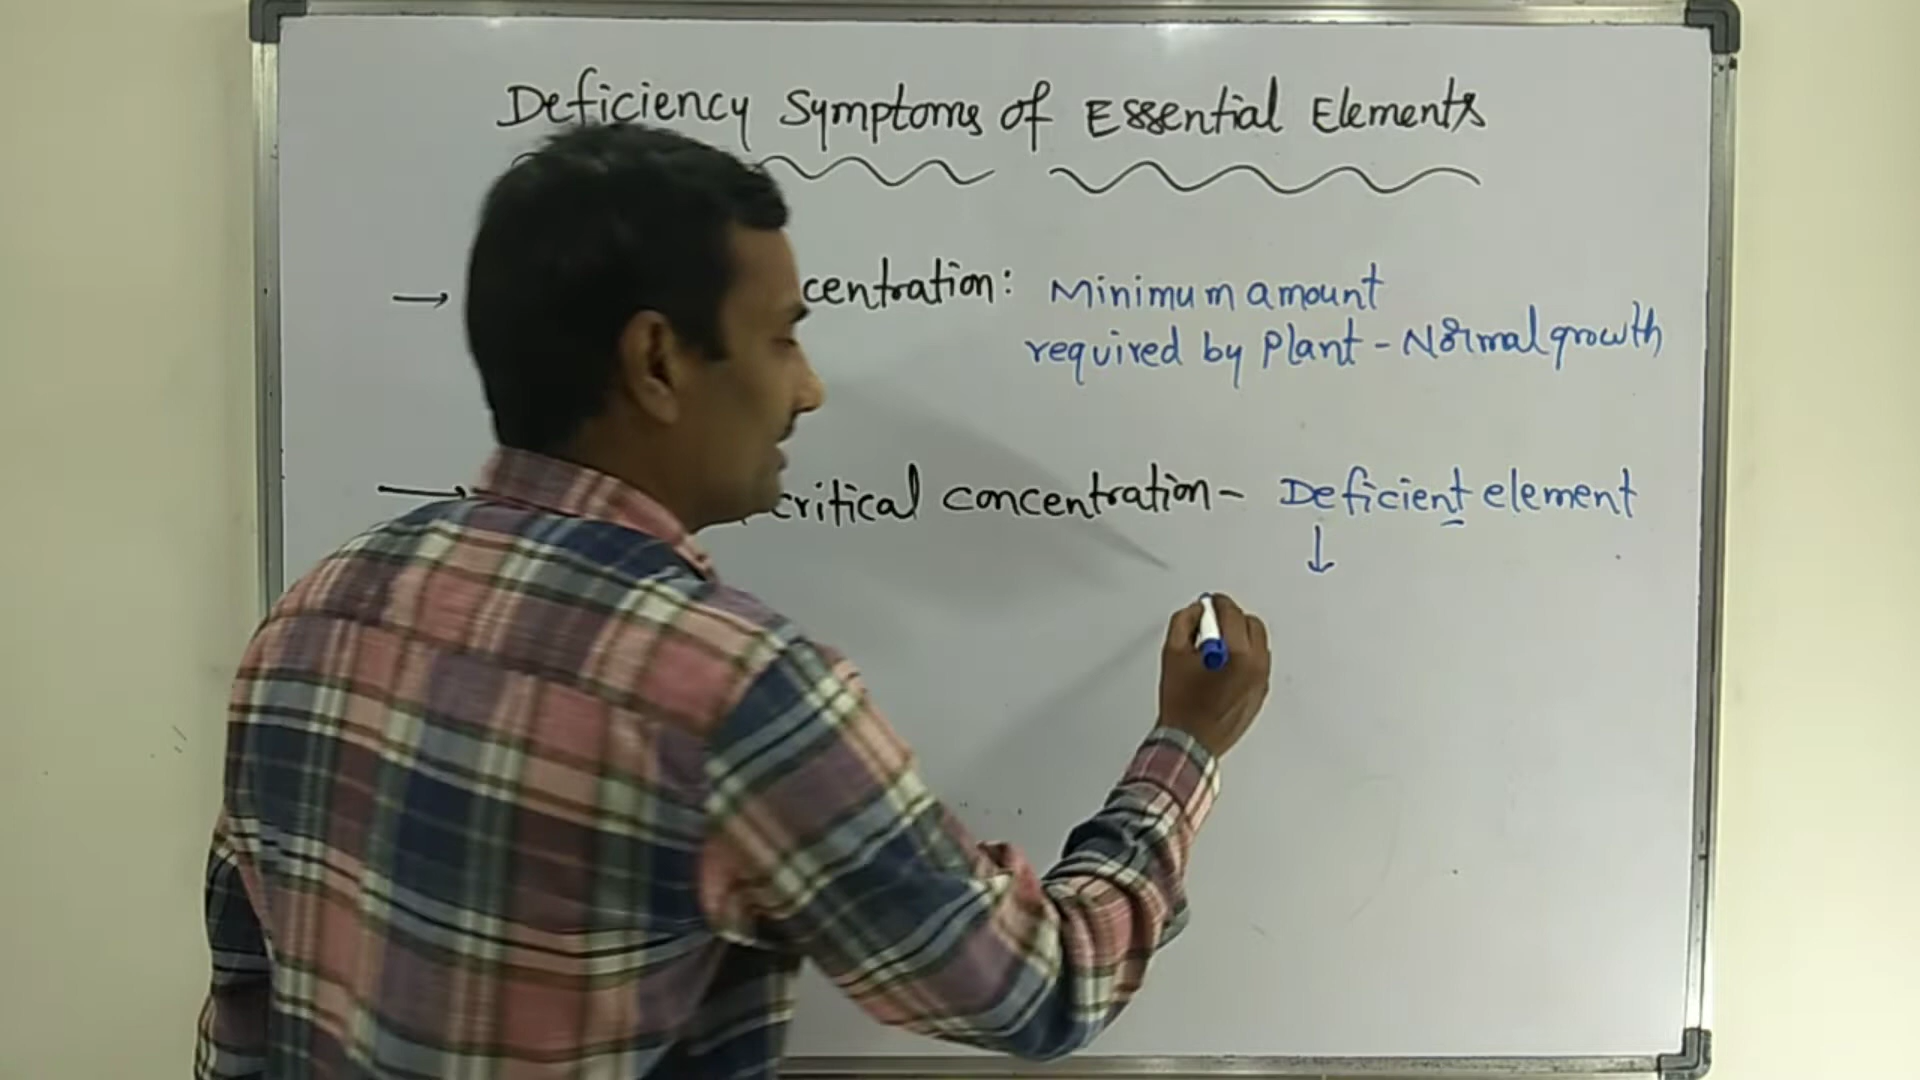 Deficiency Symptoms of Essential Elements
centration: Minimum amount
required by Plant - Normal growth
critical concentration - Deficient element
↓